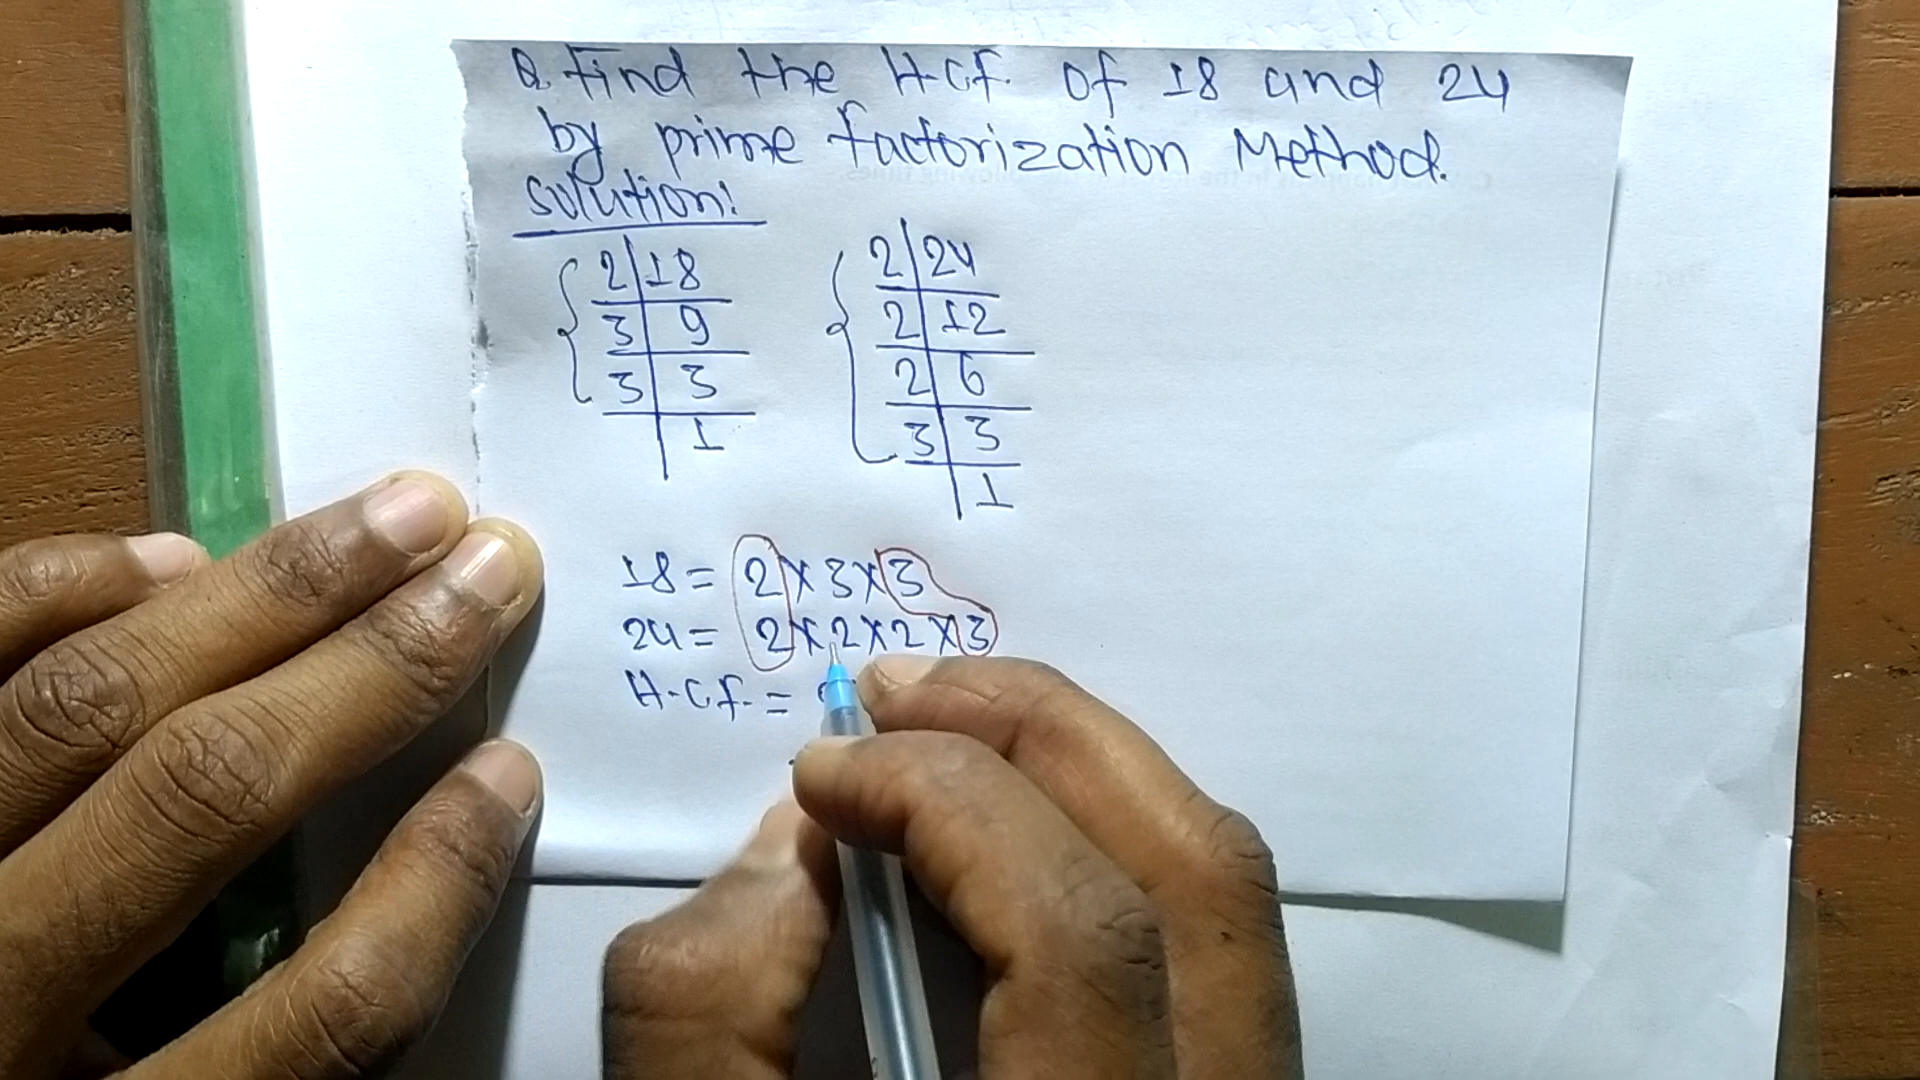 Q. Find the H.C.F. of 18 and 24
by prime factorization Method.
Solution:
2 18
3 9
3 3
1
2 24
2 12
2 6
3 3
1
18 = 2 × 3 × 3
24 = 2 × 2 × 2 × 3
H.C.F. =